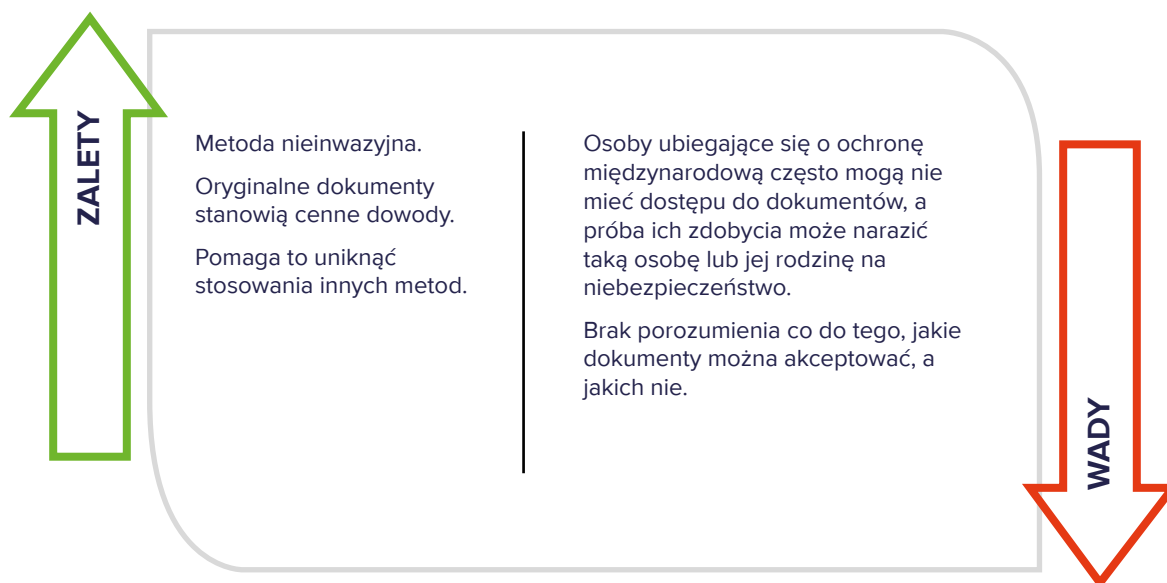 ZALETY
Metoda nieinwazyjna.
Oryginalne dokumenty
stanowią cenne dowody.
Pomaga to uniknąć
stosowania innych metod.
Osoby ubiegające się o ochronę
międzynarodową często mogą nie
mieć dostępu do dokumentów, a
próba ich zdobycia może narazić
taką osobę lub jej rodzinę na
niebezpieczeństwo.
Brak porozumienia co do tego, jakie
dokumenty można akceptować, a
jakich nie.
WADY